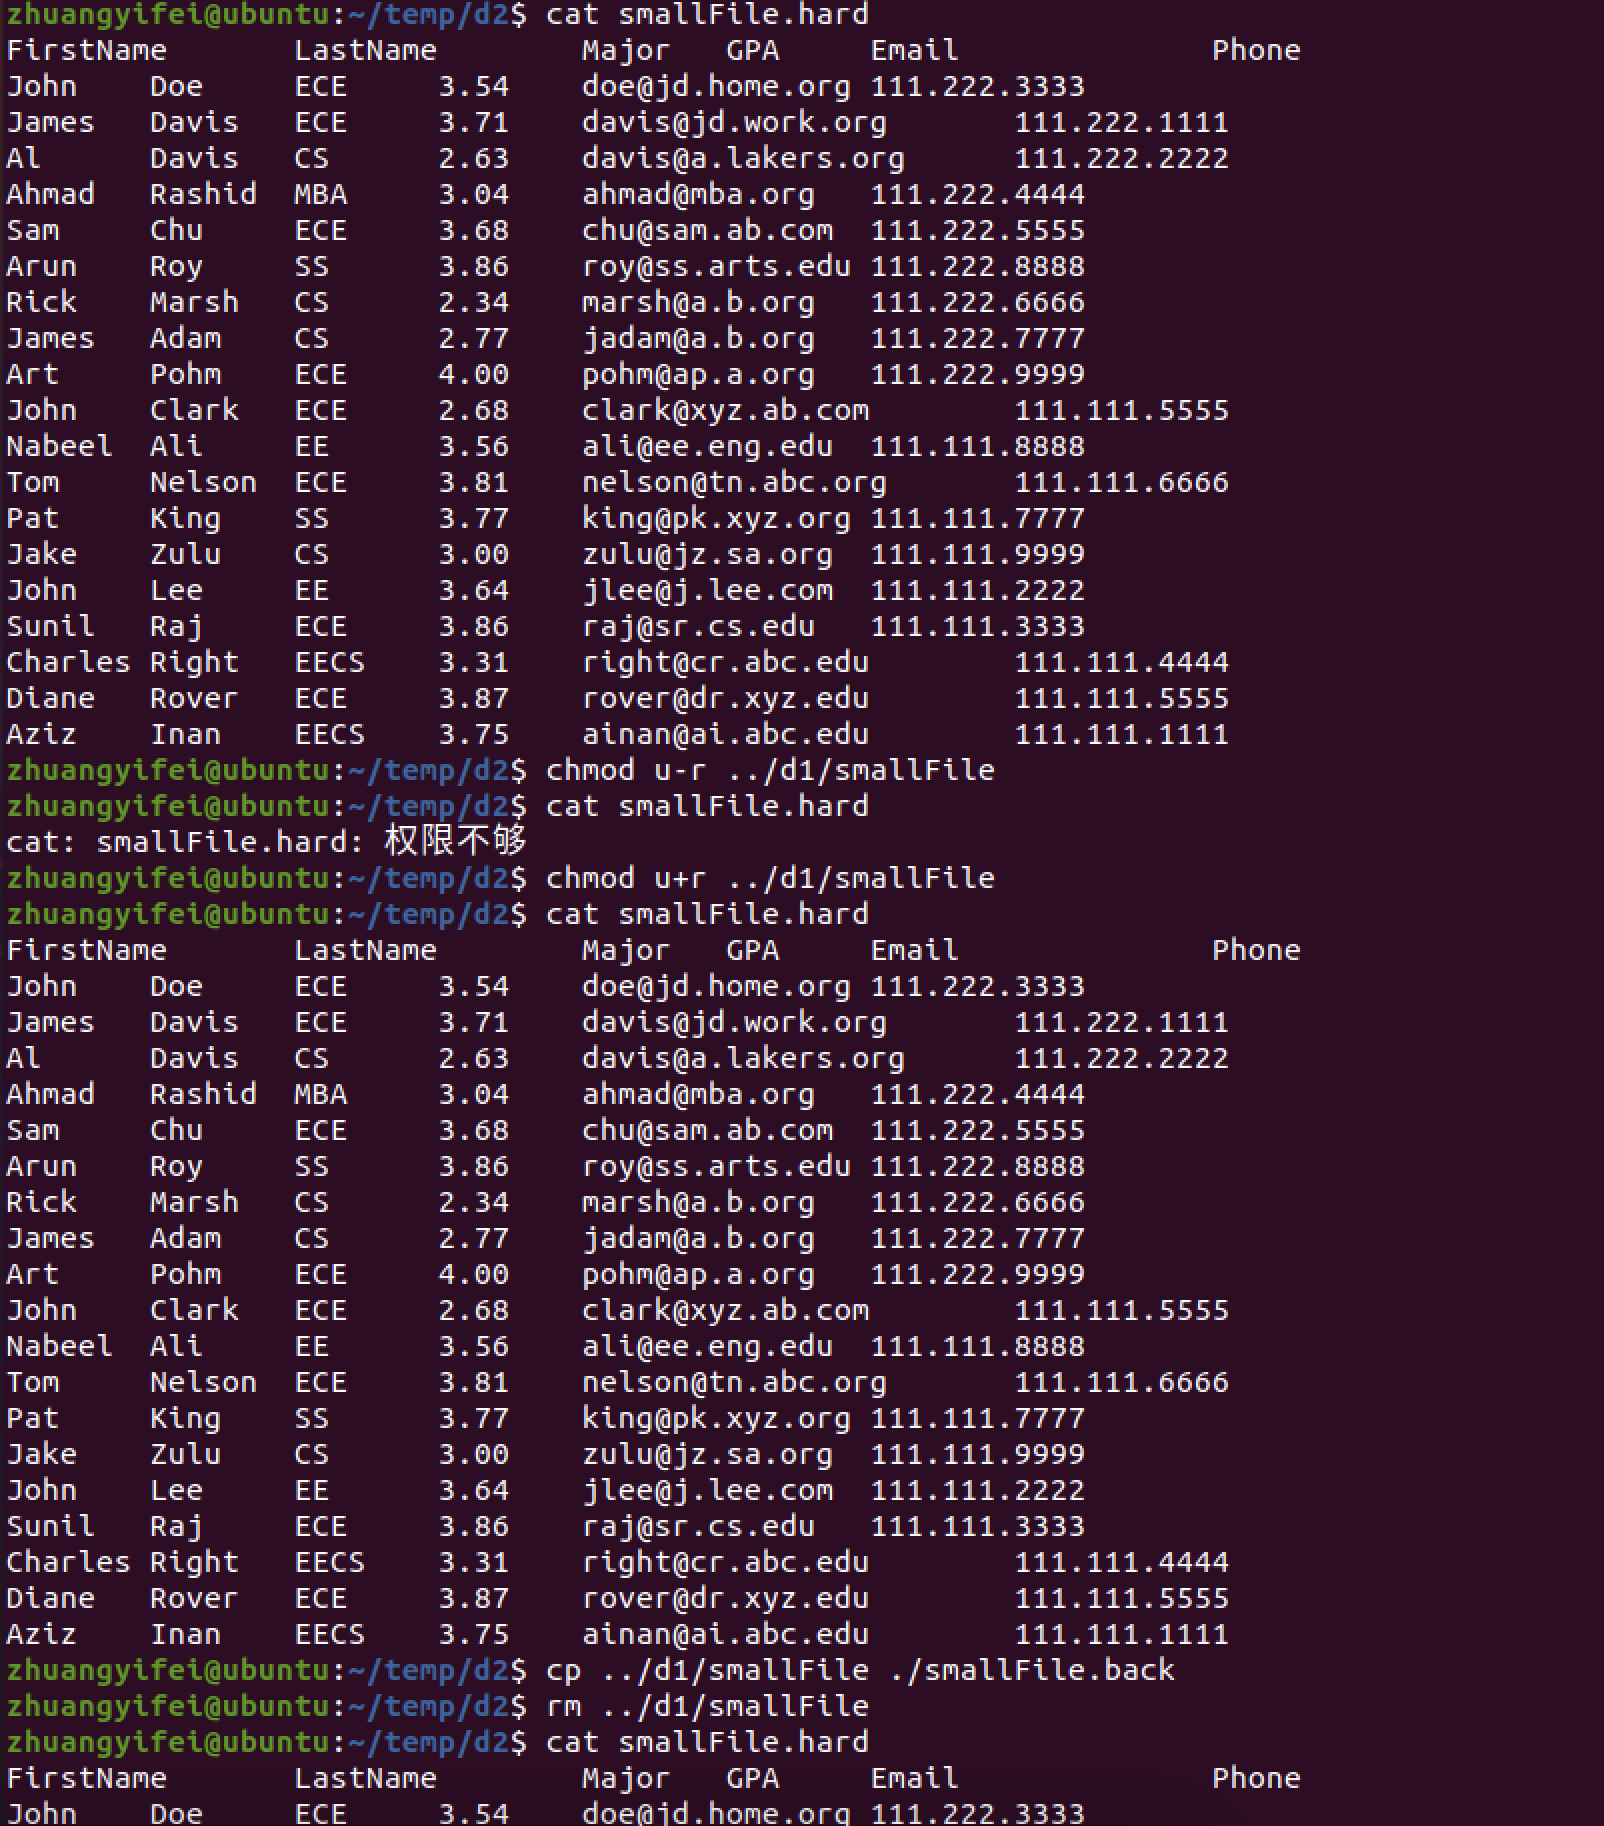 zhuangyifei@ubuntu:~/temp/d2$ cat smallFile.hard
FirstName LastName Major GPA Email Phone
John Doe ECE 3.54 doe@jd.home.org 111.222.3333
James Davis ECE 3.71 davis@jd.work.org 111.222.1111
Al Davis CS 2.63 davis@a.lakers.org 111.222.2222
Ahmad Rashid MBA 3.04 ahmad@mba.org 111.222.4444
Sam Chu ECE 3.68 chu@sam.ab.com 111.222.5555
Arun Roy SS 3.86 roy@ss.arts.edu 111.222.8888
Rick Marsh CS 2.34 marsh@a.b.org 111.222.6666
James Adam CS 2.77 jadam@a.b.org 111.222.7777
Art Pohm ECE 4.00 pohm@ap.a.org 111.222.9999
John Clark ECE 2.68 clark@xyz.ab.com 111.111.5555
Nabeel Ali EE 3.56 ali@ee.eng.edu 111.111.8888
Tom Nelson ECE 3.81 nelson@tn.abc.org 111.111.6666
Pat King SS 3.77 king@pk.xyz.org 111.111.7777
Jake Zulu CS 3.00 zulu@jz.sa.org 111.111.9999
John Lee EE 3.64 jlee@j.lee.com 111.111.2222
Sunil Raj ECE 3.86 raj@sr.cs.edu 111.111.3333
Charles Right EECS 3.31 right@cr.abc.edu 111.111.4444
Diane Rover ECE 3.87 rover@dr.xyz.edu 111.111.5555
Aziz Inan EECS 3.75 ainan@ai.abc.edu 111.111.1111
zhuangyifei@ubuntu:~/temp/d2$ chmod u-r ../d1/smallFile
zhuangyifei@ubuntu:~/temp/d2$ cat smallFile.hard
cat: smallFile.hard: 权限不够
zhuangyifei@ubuntu:~/temp/d2$ chmod u+r ../d1/smallFile
zhuangyifei@ubuntu:~/temp/d2$ cat smallFile.hard
FirstName LastName Major GPA Email Phone
John Doe ECE 3.54 doe@jd.home.org 111.222.3333
James Davis ECE 3.71 davis@jd.work.org 111.222.1111
Al Davis CS 2.63 davis@a.lakers.org 111.222.2222
Ahmad Rashid MBA 3.04 ahmad@mba.org 111.222.4444
Sam Chu ECE 3.68 chu@sam.ab.com 111.222.5555
Arun Roy SS 3.86 roy@ss.arts.edu 111.222.8888
Rick Marsh CS 2.34 marsh@a.b.org 111.222.6666
James Adam CS 2.77 jadam@a.b.org 111.222.7777
Art Pohm ECE 4.00 pohm@ap.a.org 111.222.9999
John Clark ECE 2.68 clark@xyz.ab.com 111.111.5555
Nabeel Ali EE 3.56 ali@ee.eng.edu 111.111.8888
Tom Nelson ECE 3.81 nelson@tn.abc.org 111.111.6666
Pat King SS 3.77 king@pk.xyz.org 111.111.7777
Jake Zulu CS 3.00 zulu@jz.sa.org 111.111.9999
John Lee EE 3.64 jlee@j.lee.com 111.111.2222
Sunil Raj ECE 3.86 raj@sr.cs.edu 111.111.3333
Charles Right EECS 3.31 right@cr.abc.edu 111.111.4444
Diane Rover ECE 3.87 rover@dr.xyz.edu 111.111.5555
Aziz Inan EECS 3.75 ainan@ai.abc.edu 111.111.1111
zhuangyifei@ubuntu:~/temp/d2$ cp ../d1/smallFile ./smallFile.back
zhuangyifei@ubuntu:~/temp/d2$ rm ../d1/smallFile
zhuangyifei@ubuntu:~/temp/d2$ cat smallFile.hard
FirstName LastName Major GPA Email Phone
John Doe ECE 3.54 doe@jd.home.org 111.222.3333